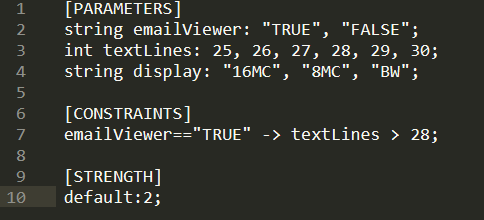 1 [PARAMETERS]
2 string emailViewer: "TRUE", "FALSE";
3 int textLines: 25, 26, 27, 28, 29, 30;
4 string display: "16MC", "8MC", "BW";
5
6 [CONSTRAINTS]
7 emailViewer=="TRUE" -> textLines > 28;
8
9 [STRENGTH]
10 default:2;